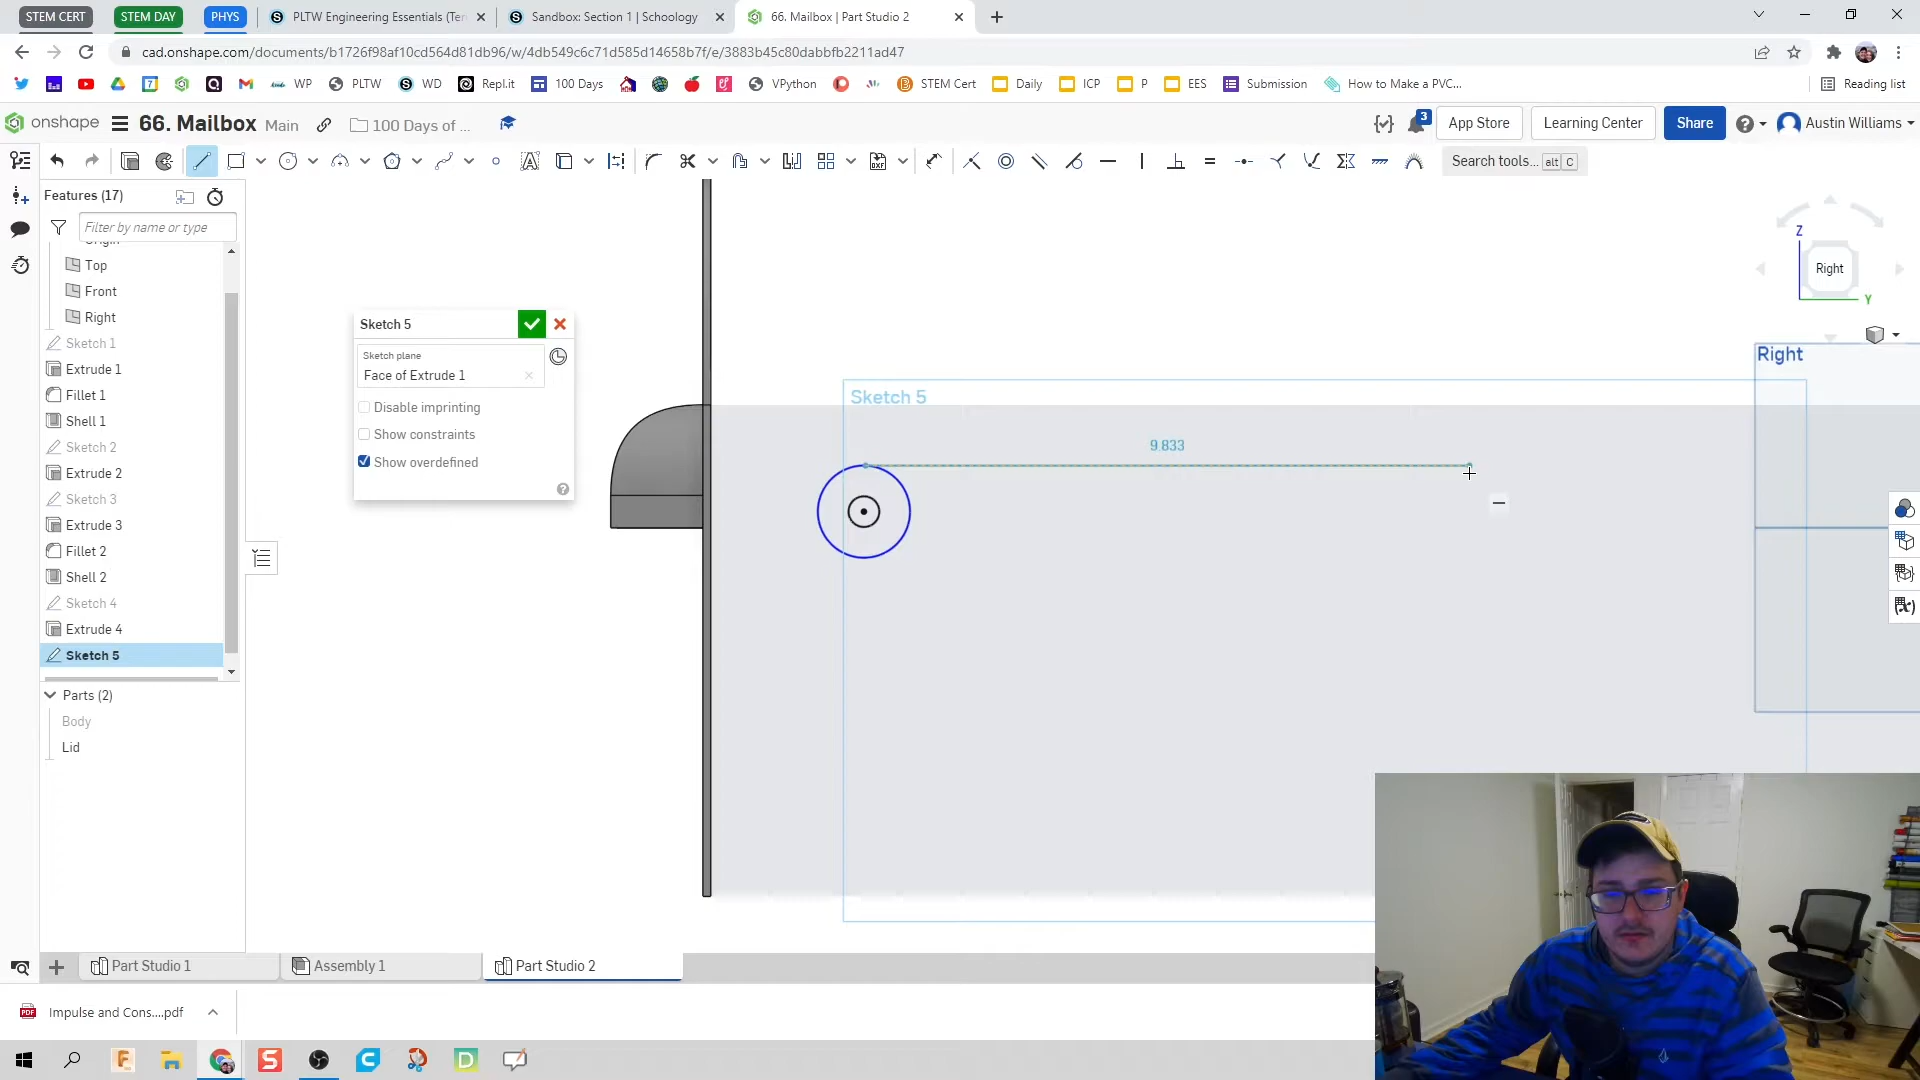 STEM CERT
STEM DAY
PHYS
PLTW Engineering Essentials (Ter
Sandbox: Section 1 | Schoology
66. Mailbox | Part Studio 2
cad.onshape.com/documents/b1726f98af10cd564d81db96/w/4db549c6c71d585d14658b7f/e/3883b45c80dabbfb2211ad47
WP
PLTW
WD
Repl.it
100 Days
VPython
STEM Cert
Daily
ICP
P
EES
Submission
How to Make a PVC...
Reading list
onshape
66. Mailbox
Main
100 Days of ...
3
App Store
Learning Center
Share
Austin Williams
Search tools... alt C
Features (17)
Filter by name or type
Origin
Top
Front
Right
Sketch 1
Extrude 1
Fillet 1
Shell 1
Sketch 2
Extrude 2
Sketch 3
Extrude 3
Fillet 2
Shell 2
Sketch 4
Extrude 4
Sketch 5
Parts (2)
Body
Lid
Sketch 5
Sketch plane
Face of Extrude 1
Disable imprinting
Show constraints
Show overdefined
Sketch 5
9.833
Z
Right
Y
Right
Part Studio 1
Assembly 1
Part Studio 2
Impulse and Cons....pdf